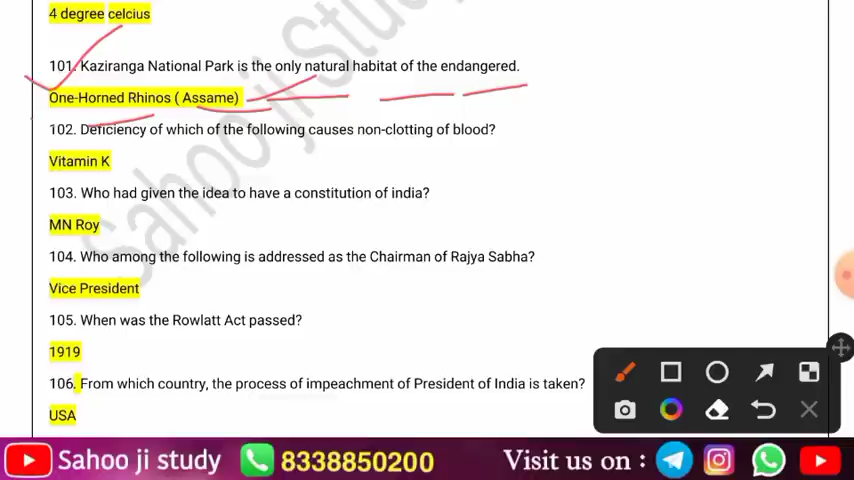 4 degree celcius
101. Kaziranga National Park is the only natural habitat of the endangered.
One-Horned Rhinos ( Assame)
102. Deficiency of which of the following causes non-clotting of blood?
Vitamin K
103. Who had given the idea to have a constitution of india?
MN Roy
104. Who among the following is addressed as the Chairman of Rajya Sabha?
Vice President
105. When was the Rowlatt Act passed?
1919
106. From which country, the process of impeachment of President of India is taken?
USA
Sahoo ji study
Sahoo ji study 8338850200 Visit us on :